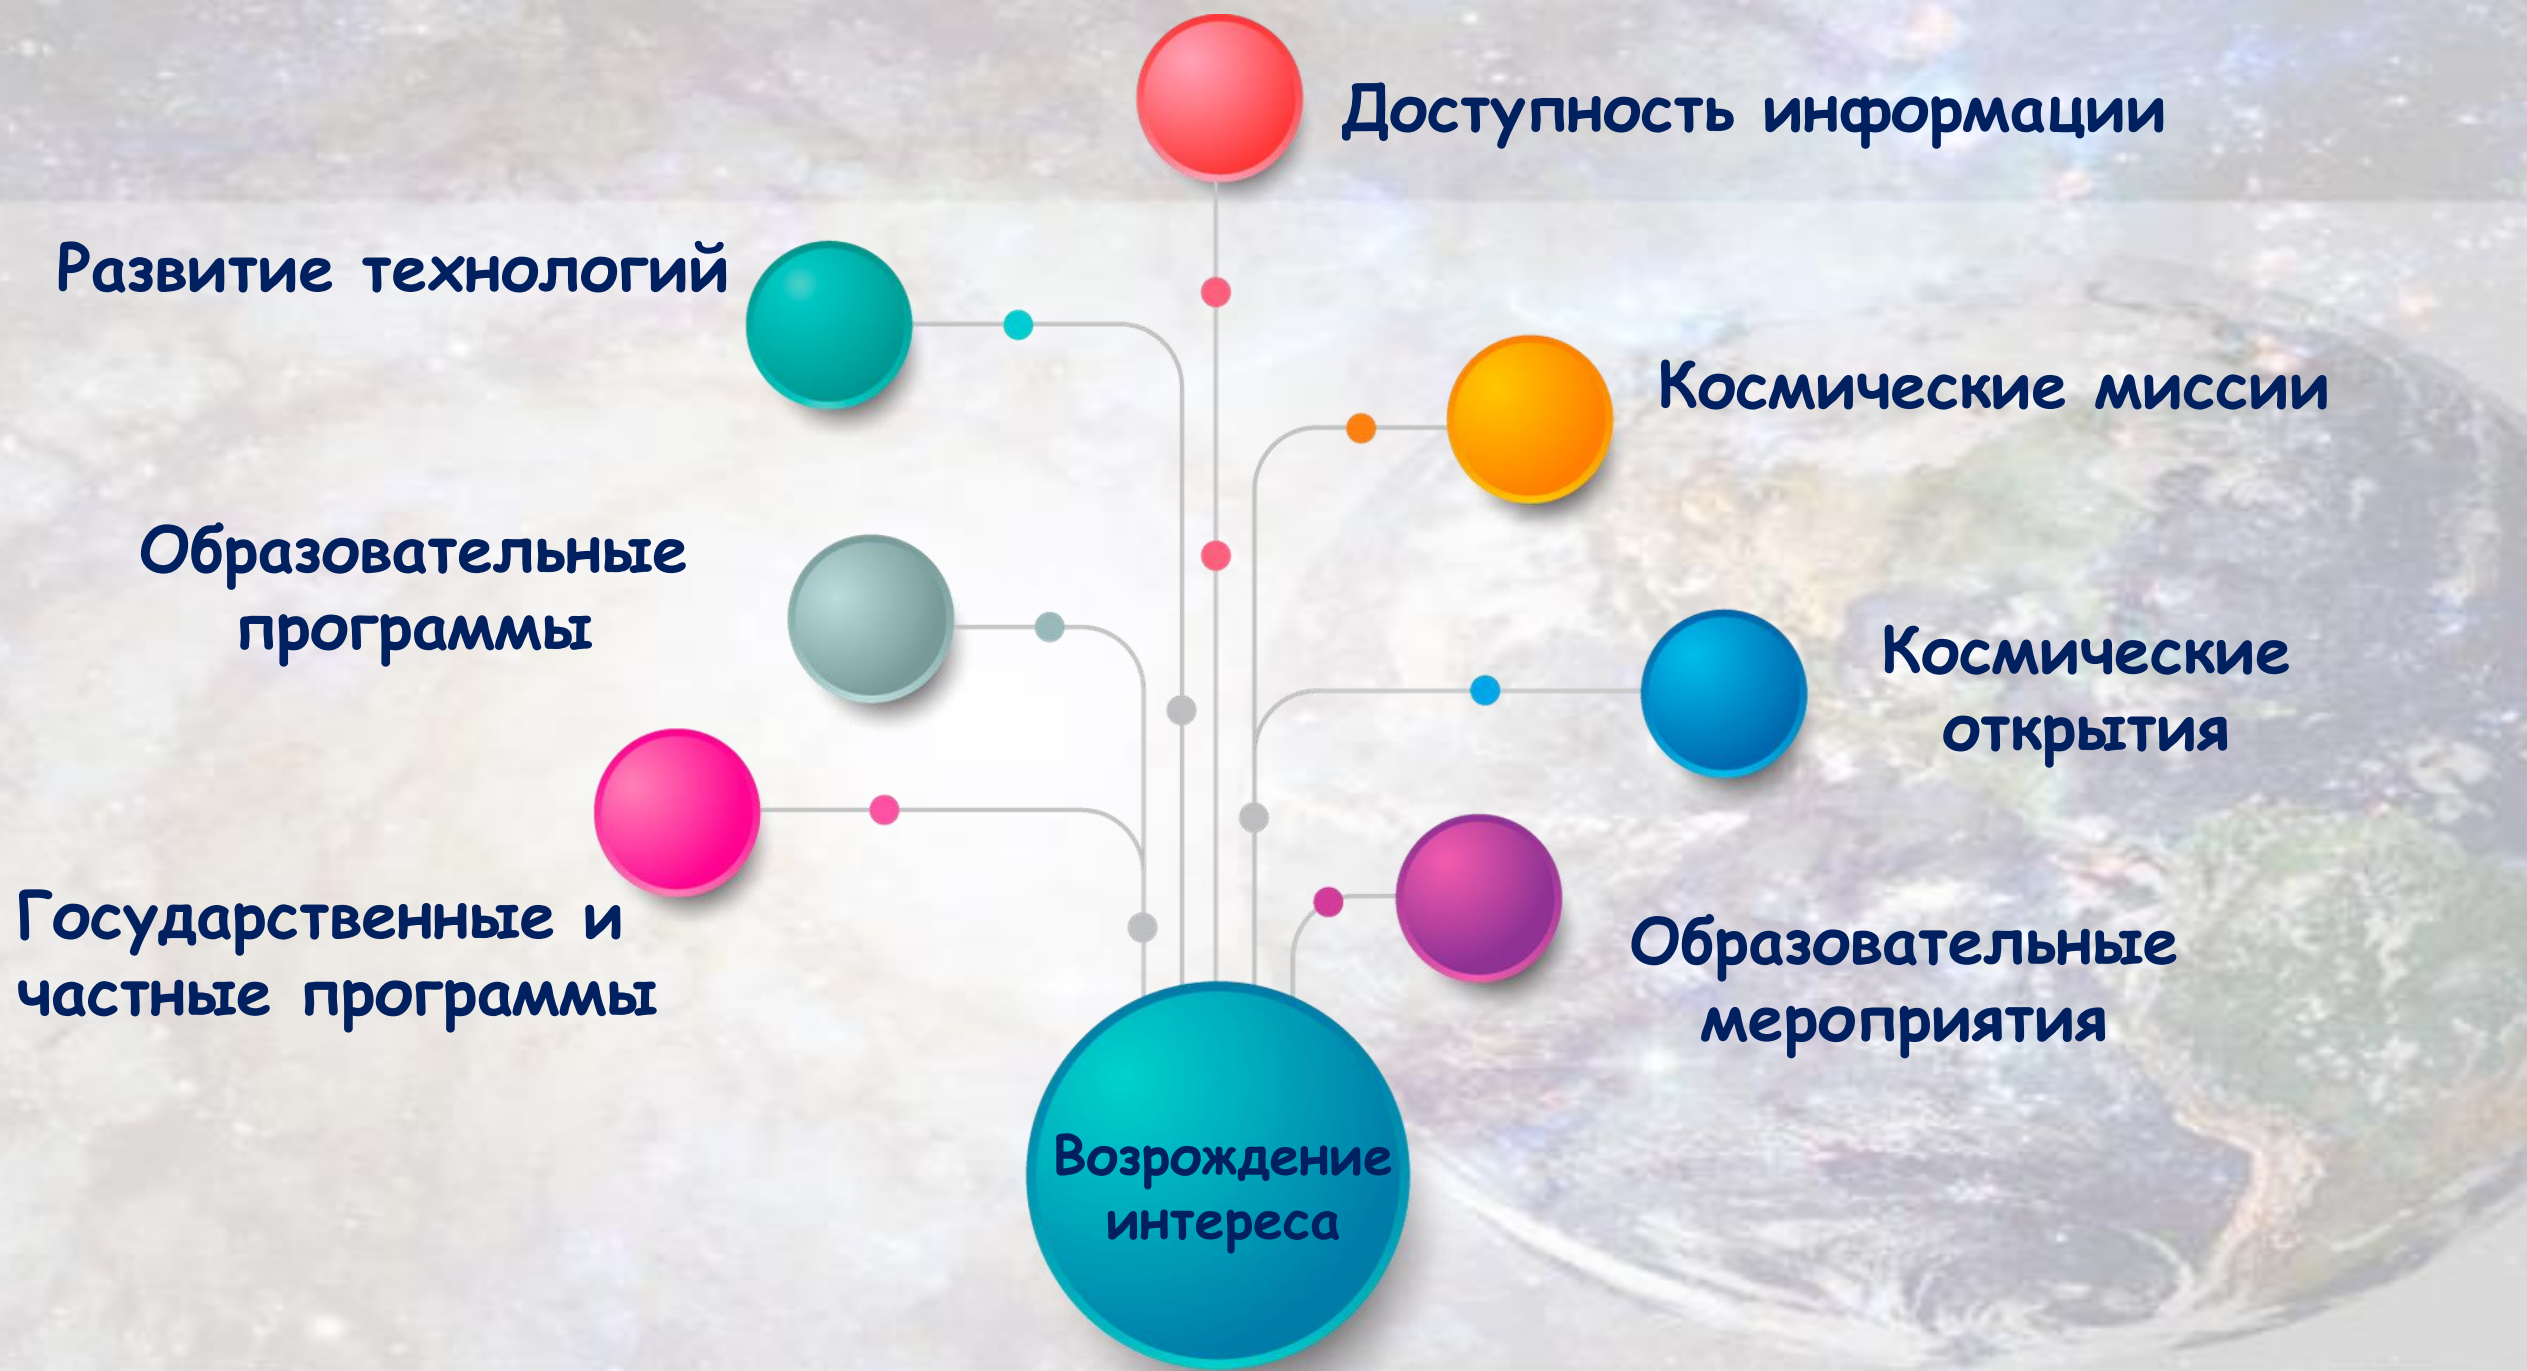 Доступность информации
Развитие технологий
Космические миссии
Образовательные
программы
Космические
открытия
Государственные и
частные программы
Образовательные
мероприятия
Возрождение
интереса